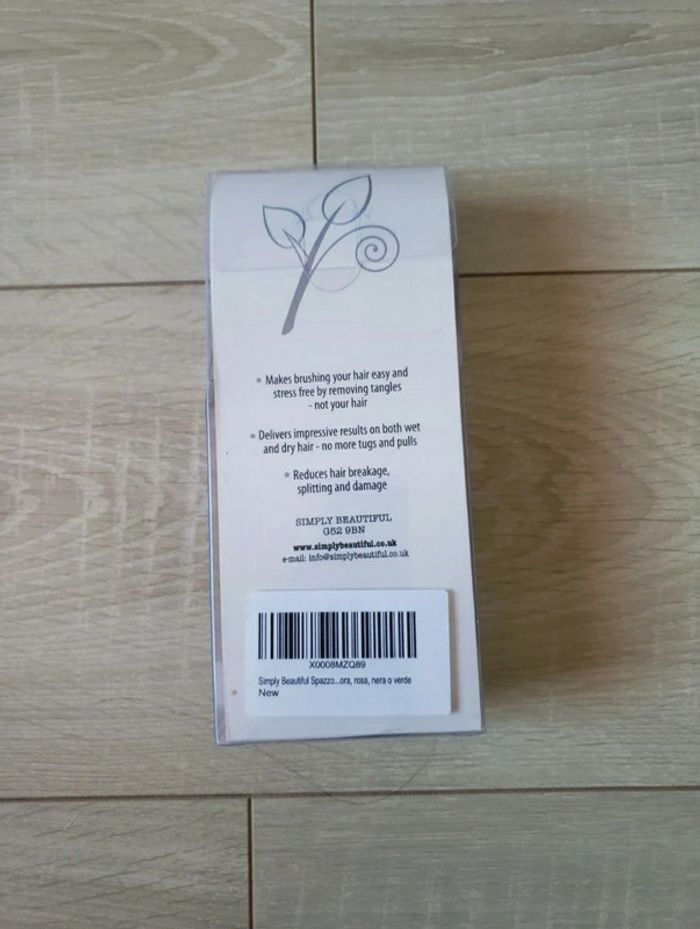 • Makes brushing your hair easy and
stress free by removing tangles
- not your hair
• Delivers impressive results on both wet
and dry hair - no more tugs and pulls
• Reduces hair breakage,
splitting and damage
SIMPLY BEAUTIFUL
G52 9BN
www.simplybeautiful.co.uk
e-mail: info@simplybeautiful.co.uk
X0008MZQ89
Simply Beautiful Spazzo...ora, rosa, nera o verde
New